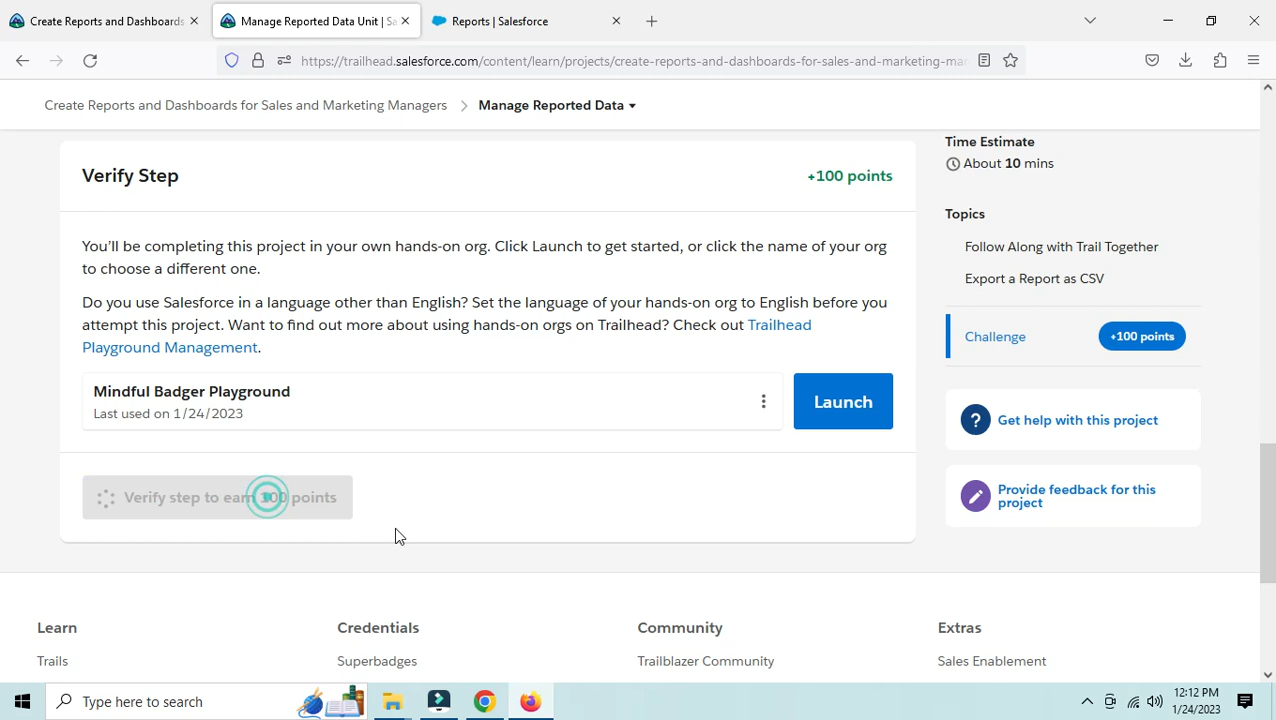 Create Reports and Dashboards
Manage Reported Data Unit | Sa
Reports | Salesforce
https://trailhead.salesforce.com/content/learn/projects/create-reports-and-dashboards-for-sales-and-marketing-ma
Create Reports and Dashboards for Sales and Marketing Managers
Manage Reported Data
Verify Step
+100 points
You'll be completing this project in your own hands-on org. Click Launch to get started, or click the name of your org
to choose a different one.
Do you use Salesforce in a language other than English? Set the language of your hands-on org to English before you
attempt this project. Want to find out more about using hands-on orgs on Trailhead? Check out Trailhead
Playground Management.
Mindful Badger Playground
Last used on 1/24/2023
Launch
Verify step to earn 100 points
Time Estimate
About 10 mins
Topics
Follow Along with Trail Together
Export a Report as CSV
Challenge
+100 points
Get help with this project
Provide feedback for this
project
Learn
Credentials
Community
Extras
Trails
Superbadges
Trailblazer Community
Sales Enablement
Type here to search
12:12 PM
1/24/2023